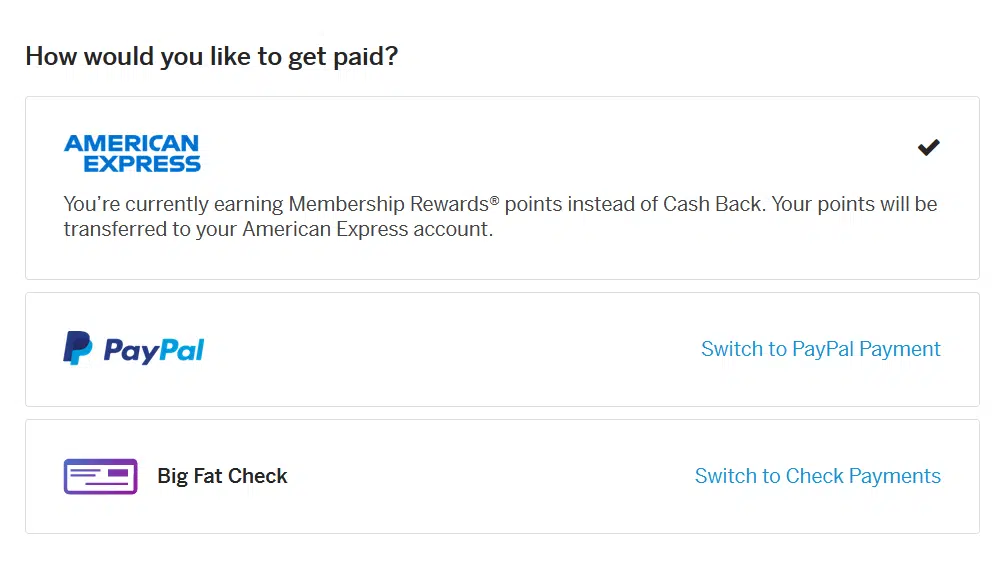 How would you like to get paid?
AMERICAN
EXPRESS
You’re currently earning Membership Rewards® points instead of Cash Back. Your points will be
transferred to your American Express account.
PayPal
Switch to PayPal Payment
Big Fat Check
Switch to Check Payments